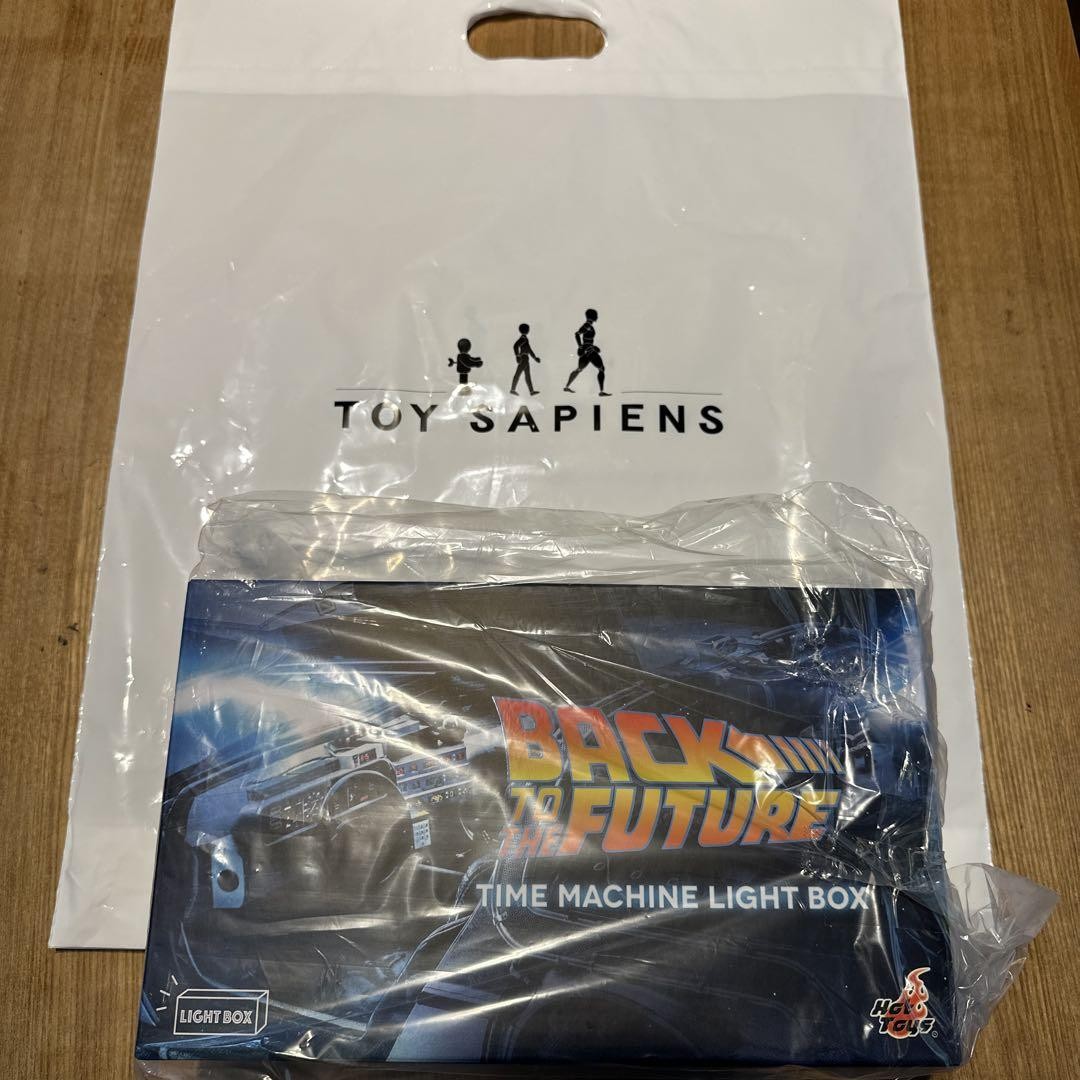 TOY SAPIENS
BACK
TO THE FUTURE
TIME MACHINE LIGHT BOX
LIGHT BOX
Hot
Toys